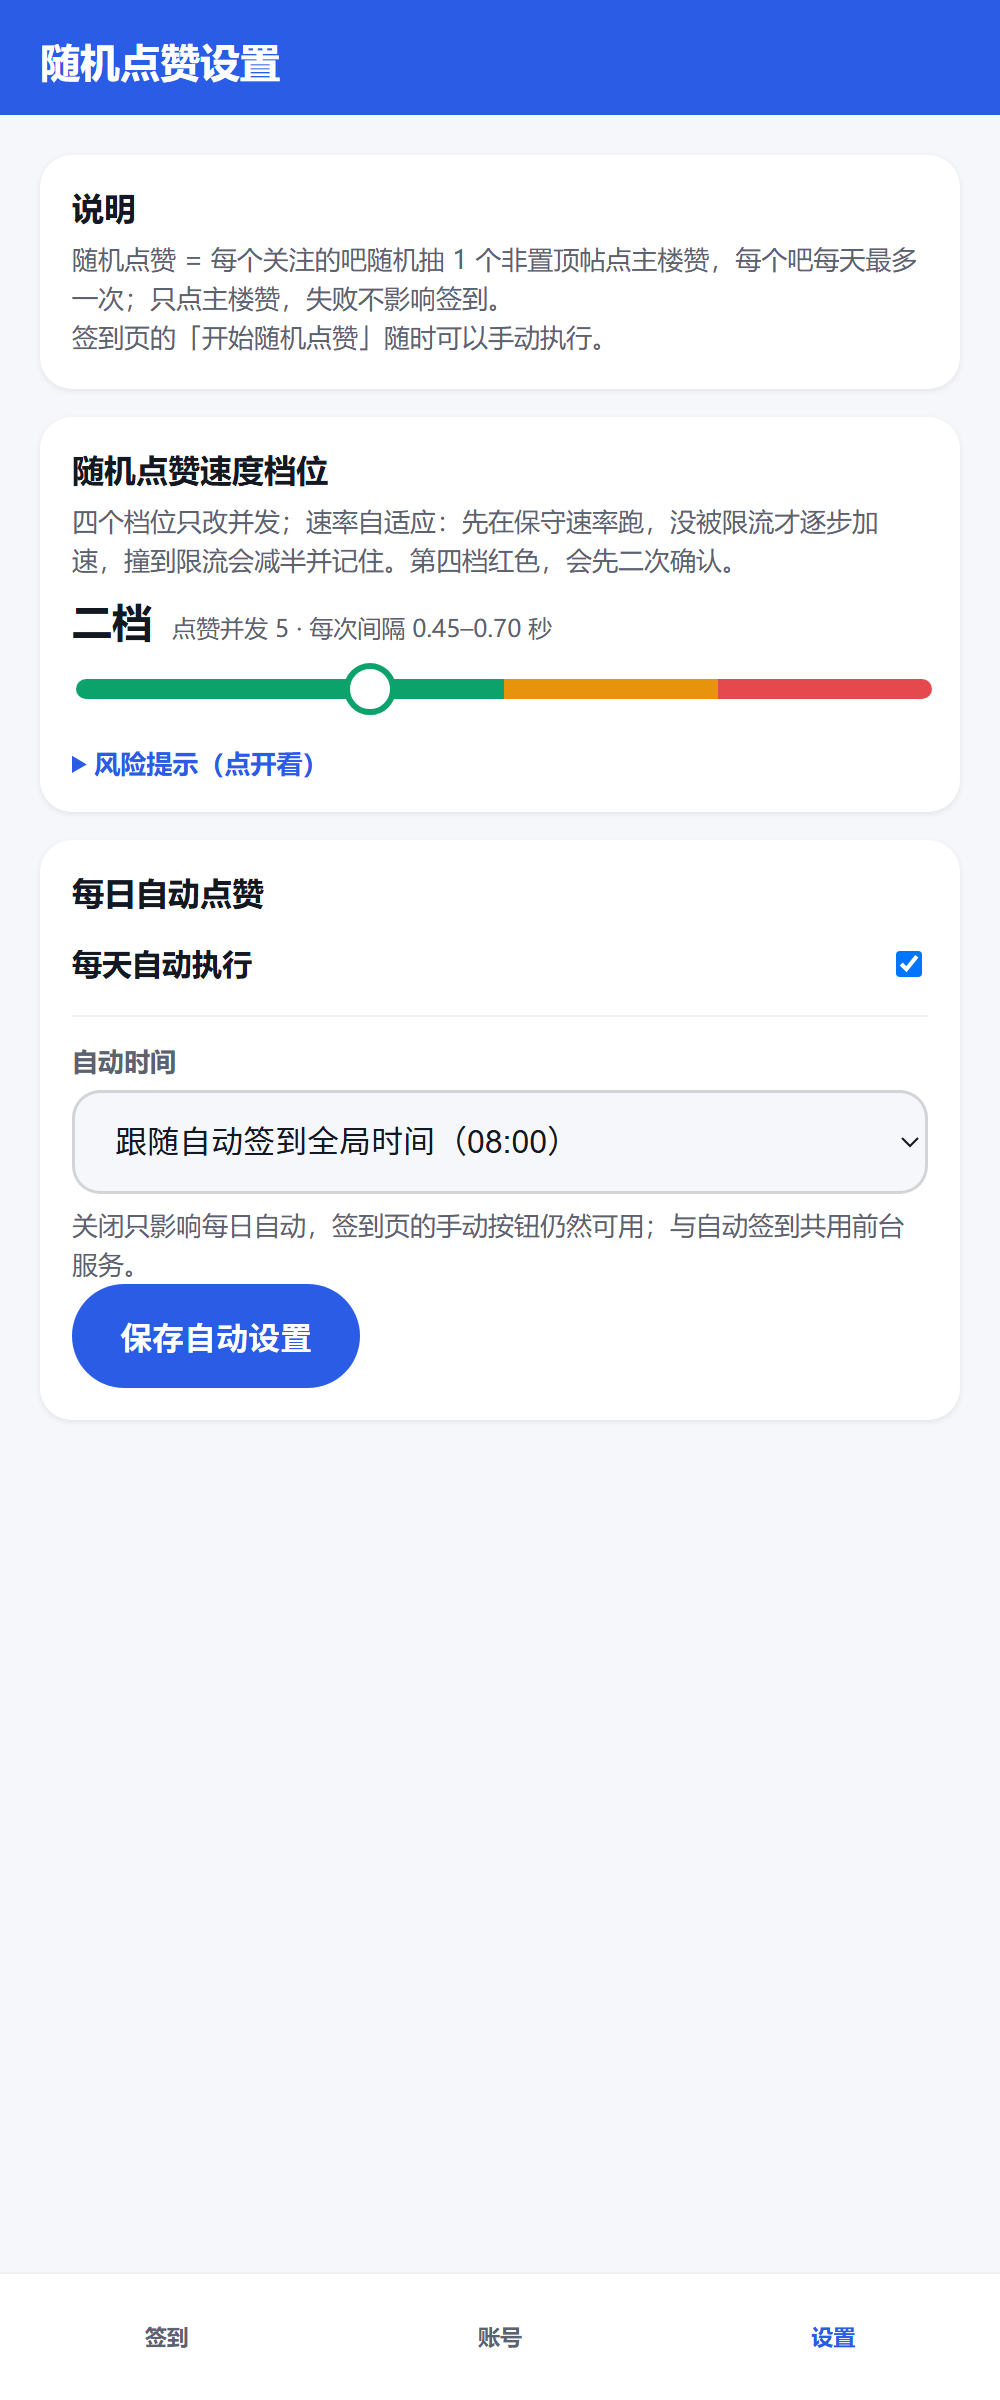 随机点赞设置
说明
随机点赞 = 每个关注的吧随机抽 1 个非置顶帖点主楼赞，每个吧每天最多
一次；只点主楼赞，失败不影响签到。
签到页的「开始随机点赞」随时可以手动执行。
随机点赞速度档位
四个档位只改并发；速率自适应：先在保守速率跑，没被限流才逐步加
速，撞到限流会减半并记住。第四档红色，会先二次确认。
二档 点赞并发 5 · 每次间隔 0.45–0.70 秒
风险提示（点开看）
每日自动点赞
每天自动执行
自动时间
跟随自动签到全局时间（08:00）
关闭只影响每日自动，签到页的手动按钮仍然可用；与自动签到共用前台
服务。
保存自动设置
签到 账号 设置